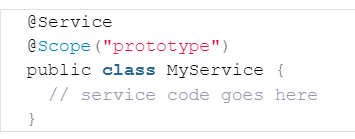 @Service
@Scope("prototype")
public class MyService {
  // service code goes here
}